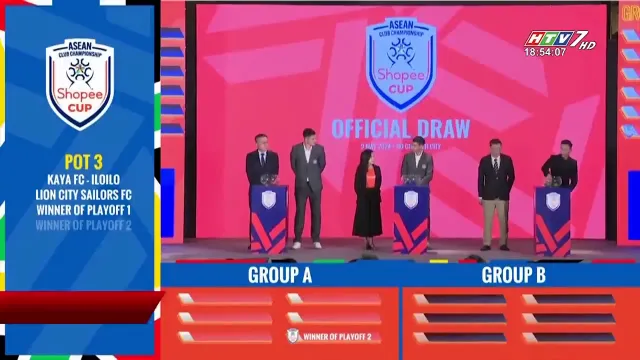 ASEAN
CLUB CHAMPIONSHIP
Shopee
CUP
POT 3
KAYA FC - ILOILO
LION CITY SAILORS FC
WINNER OF PLAYOFF 1
WINNER OF PLAYOFF 2
ASEAN
CLUB CHAMPIONSHIP
Shopee
CUP
OFFICIAL DRAW
HTV7 HD
18:54:07
GROUP A
GROUP B
WINNER OF PLAYOFF 2